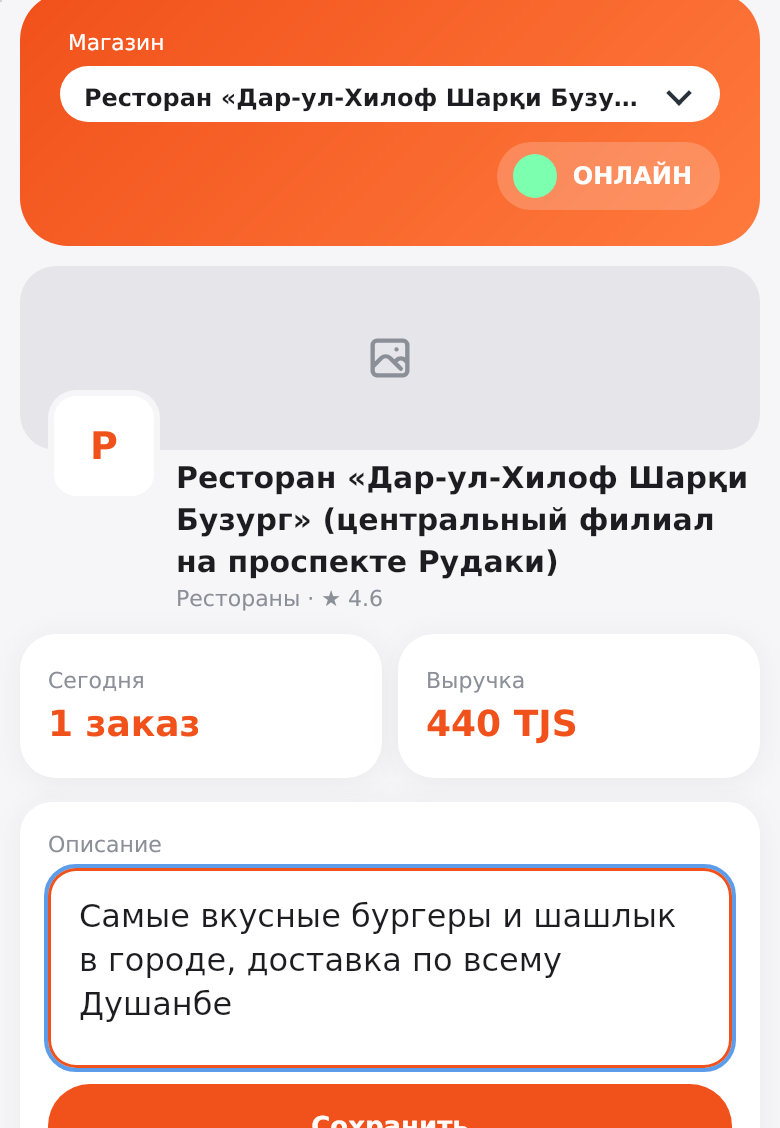 Магазин
Ресторан «Дар-ул-Хилоф Шарқи Бузу...
ОНЛАЙН
Р
Ресторан «Дар-ул-Хилоф Шарқи
Бузург» (центральный филиал
на проспекте Рудаки)
Рестораны · ★ 4.6
Сегодня
1 заказ
Выручка
440 TJS
Описание
Самые вкусные бургеры и шашлык
в городе, доставка по всему
Душанбе
Сохранить